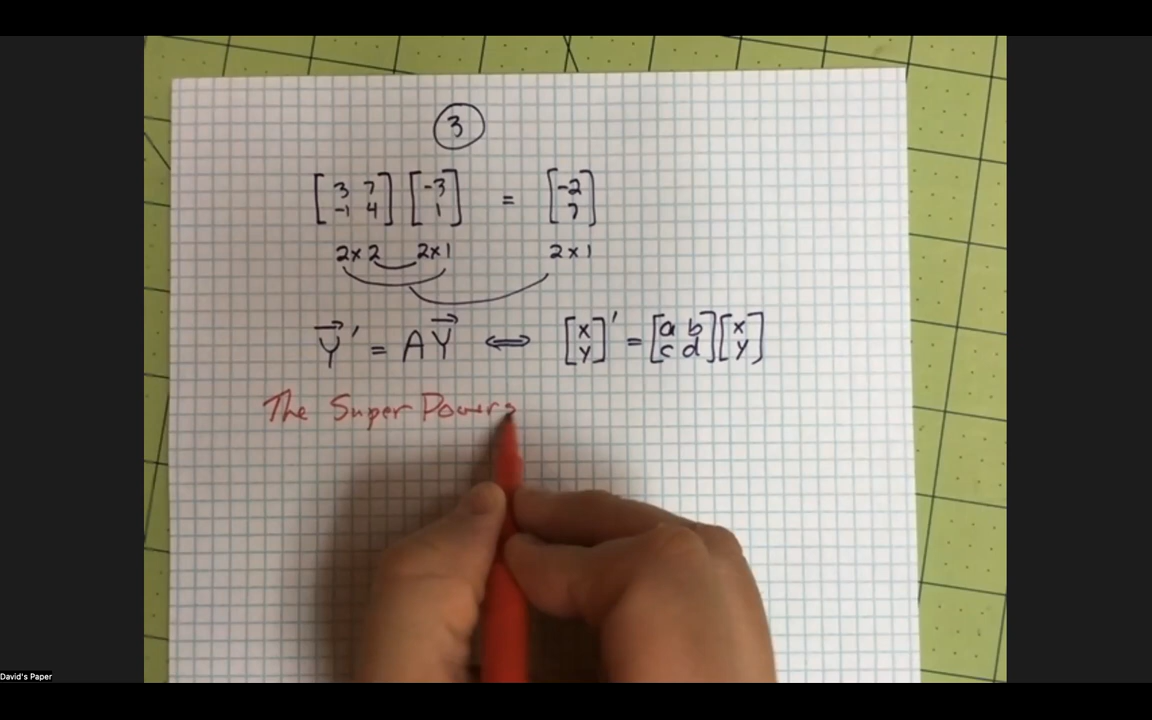 3
[3 7 -1 4] [-3 1] = [-2 7]
2×2 2×1 2×1
Y⃗' = AY⃗ ⟺ [x y]' = [a b c d] [x y]
The Super Powers
David's Paper